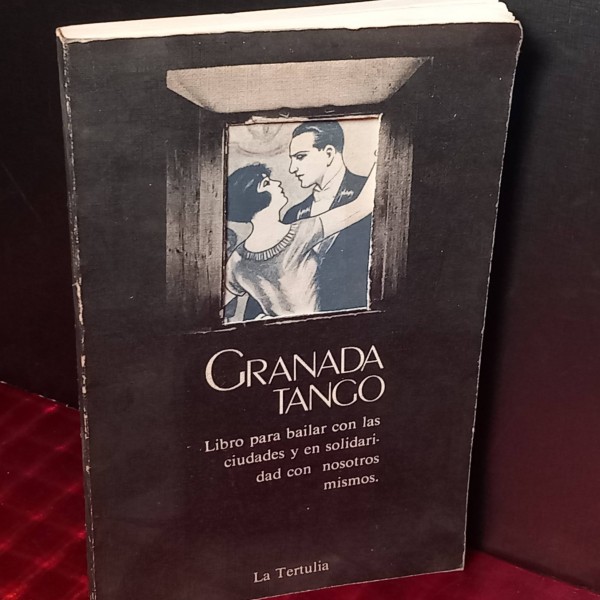 GRANADA
TANGO
Libro para bailar con las
ciudades y en solidari-
dad con nosotros
mismos.
La Tertulia